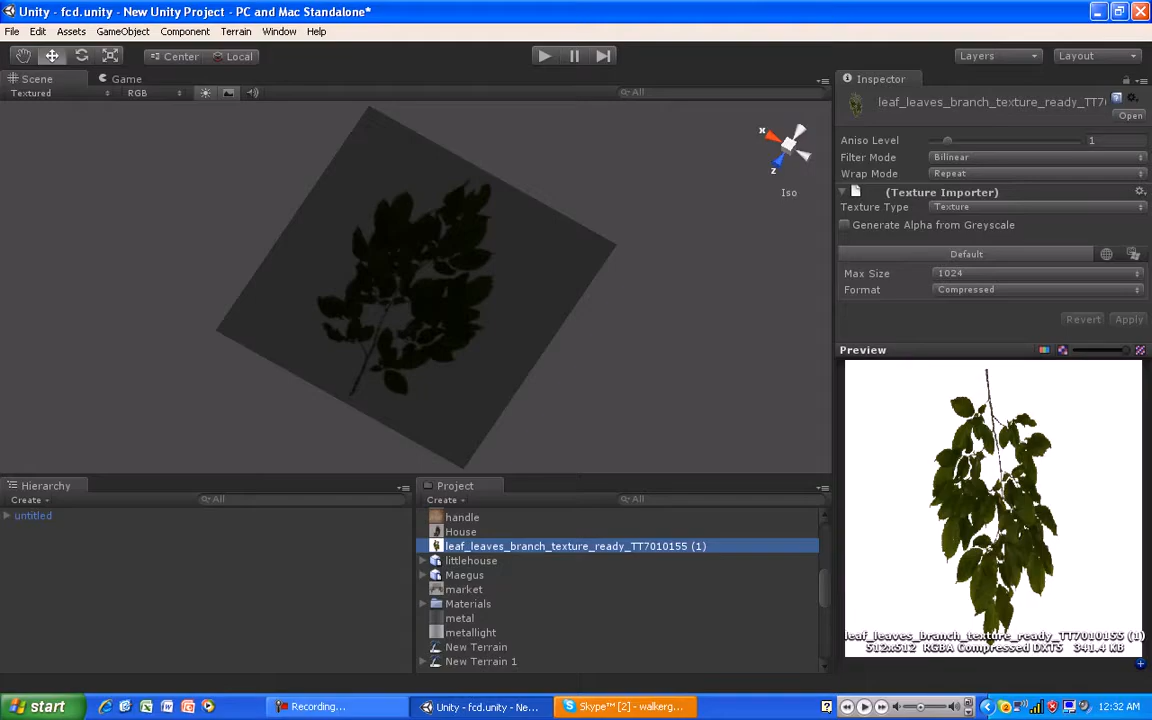 Unity - fcd.unity - New Unity Project - PC and Mac Standalone*
File Edit Assets GameObject Component Terrain Window Help
Center Local Layers Layout
Scene Game
Textured RGB All
x
z
Iso
Inspector
leaf_leaves_branch_texture_ready_TT7(
Open
Aniso Level 1
Filter Mode Bilinear
Wrap Mode Repeat
(Texture Importer)
Texture Type Texture
Generate Alpha from Greyscale
Default
Max Size 1024
Format Compressed
Revert Apply
Preview
leaf_leaves_branch_texture_ready_TT7010155 (1)
512x512 RGBA Compressed DXT5 341.4 KB
Hierarchy
Create All
untitled
Project
Create All
handle
House
leaf_leaves_branch_texture_ready_TT7010155 (1)
littlehouse
Maegus
market
Materials
metal
metallight
New Terrain
New Terrain 1
start Recording... Unity - fcd.unity - Ne... Skype™ [2] - walkerg... 12:32 AM